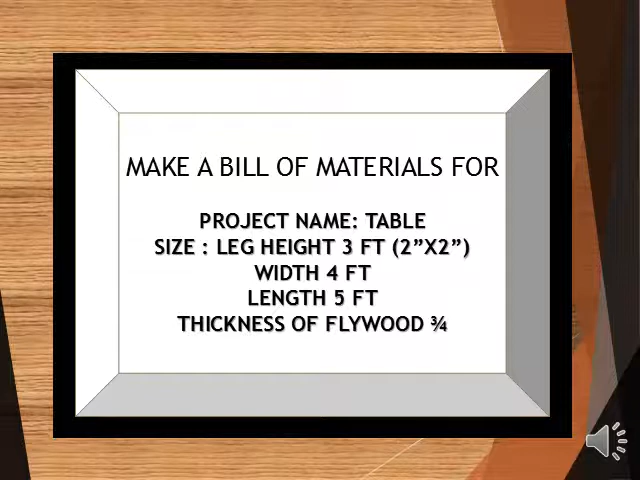 MAKE A BILL OF MATERIALS FOR
PROJECT NAME: TABLE
SIZE : LEG HEIGHT 3 FT (2”X2”)
WIDTH 4 FT
LENGTH 5 FT
THICKNESS OF FLYWOOD ¾